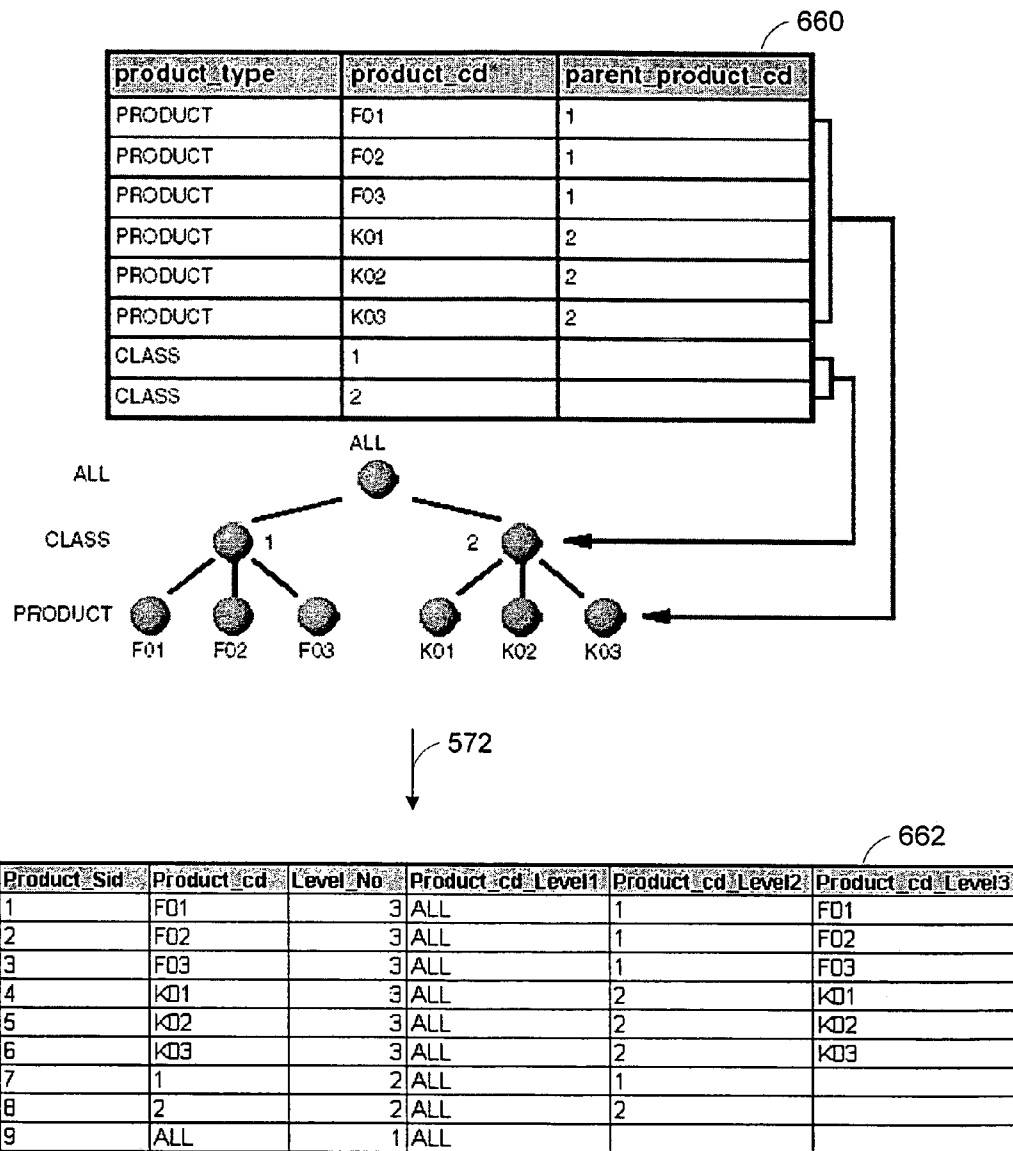 660
product_type product_cd* parent_product_cd
PRODUCT F01 1
PRODUCT F02 1
PRODUCT F03 1
PRODUCT K01 2
PRODUCT K02 2
PRODUCT K03 2
CLASS 1
CLASS 2
ALL
ALL
CLASS 1 2
PRODUCT
F01 F02 F03 K01 K02 K03
572
662
Product_Sid Product_cd Level_No Product_cd_Level1 Product_cd_Level2 Product_cd_Level3
1 F01 3 ALL 1 F01
2 F02 3 ALL 1 F02
3 F03 3 ALL 1 F03
4 K01 3 ALL 2 K01
5 K02 3 ALL 2 K02
6 K03 3 ALL 2 K03
7 1 2 ALL 1
8 2 2 ALL 2
9 ALL 1 ALL